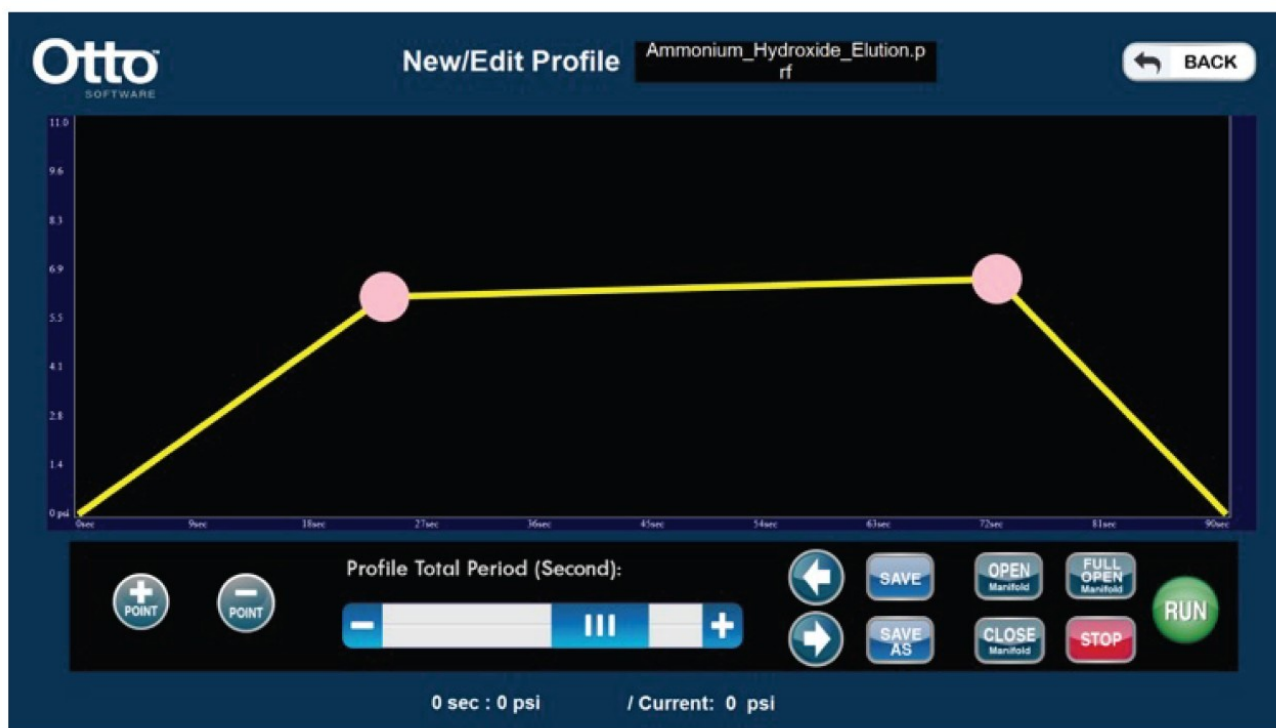 Otto™
SOFTWARE
New/Edit Profile
Ammonium_Hydroxide_Elution.p
rf
BACK
11.0
9.6
8.3
6.9
5.5
4.1
2.8
1.4
0 psi
0sec 9sec 18sec 27sec 36sec 45sec 54sec 63sec 72sec 81sec 90sec
+
POINT
−
POINT
Profile Total Period (Second):
SAVE
OPEN
Manifold
FULL
OPEN
Manifold
RUN
SAVE
AS
CLOSE
Manifold
STOP
0 sec : 0 psi / Current: 0 psi